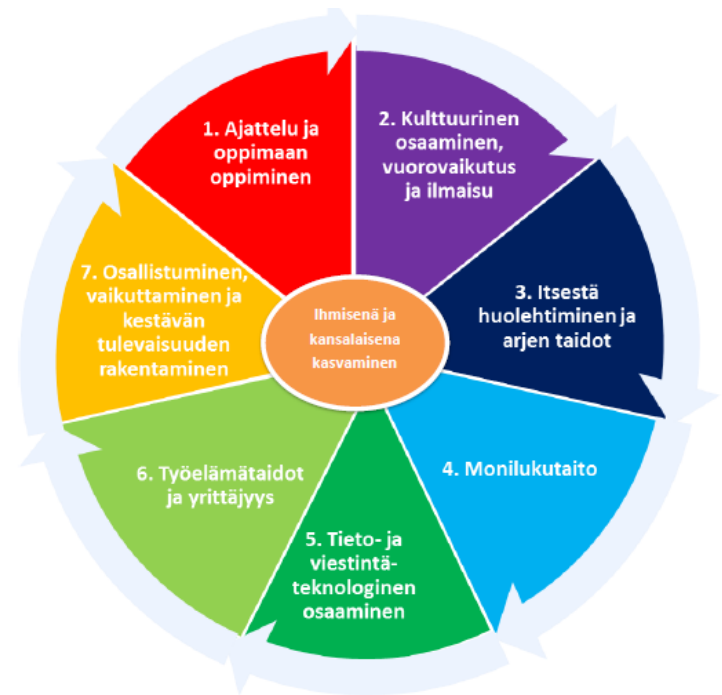 1. Ajattelu ja
oppimaan
oppiminen
2. Kulttuurinen
osaaminen,
vuorovaikutus
ja ilmaisu
3. Itsestä
huolehtiminen ja
arjen taidot
4. Monilukutaito
5. Tieto- ja
viestintä-
teknologinen
osaaminen
6. Työelämätaidot
ja yrittäjyys
7. Osallistuminen,
vaikuttaminen ja
kestävän
tulevaisuuden
rakentaminen
Ihmisenä ja
kansalaisena
kasvaminen